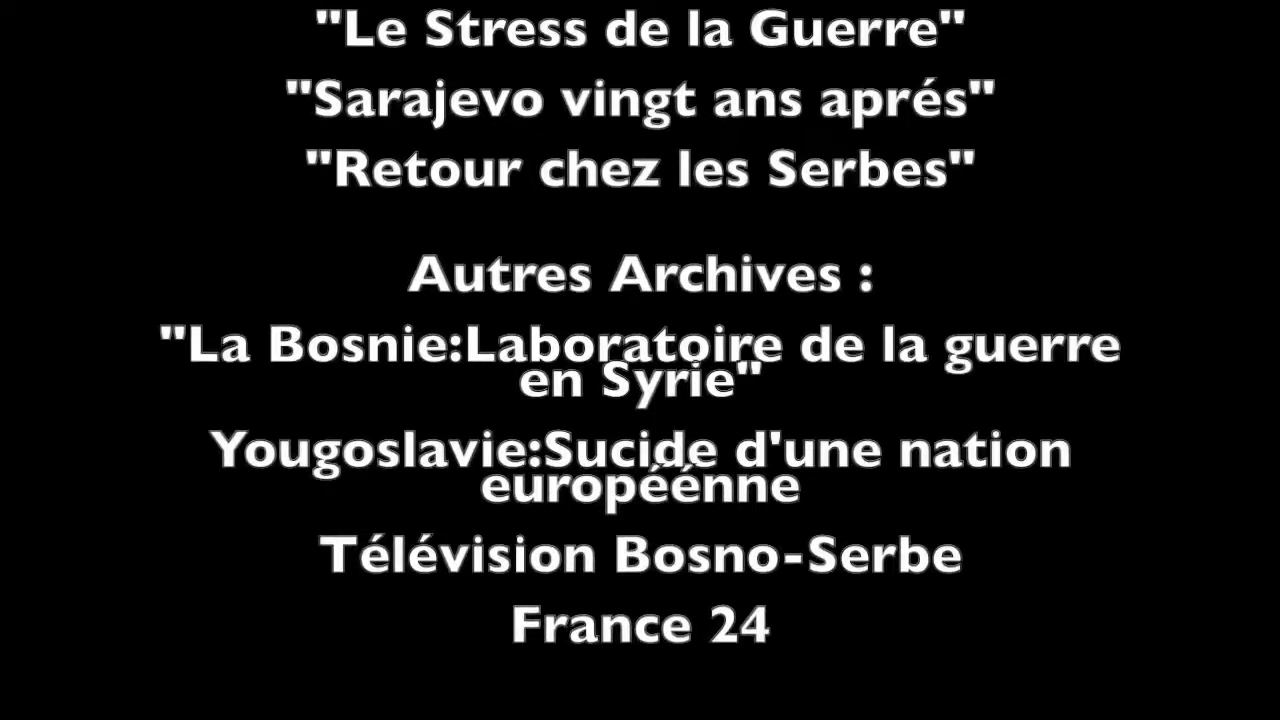 "Le Stress de la Guerre"
"Sarajevo vingt ans aprés"
"Retour chez les Serbes"
Autres Archives :
"La Bosnie:Laboratoire de la guerre
en Syrie"
Yougoslavie:Sucide d'une nation
européénne
Télévision Bosno-Serbe
France 24